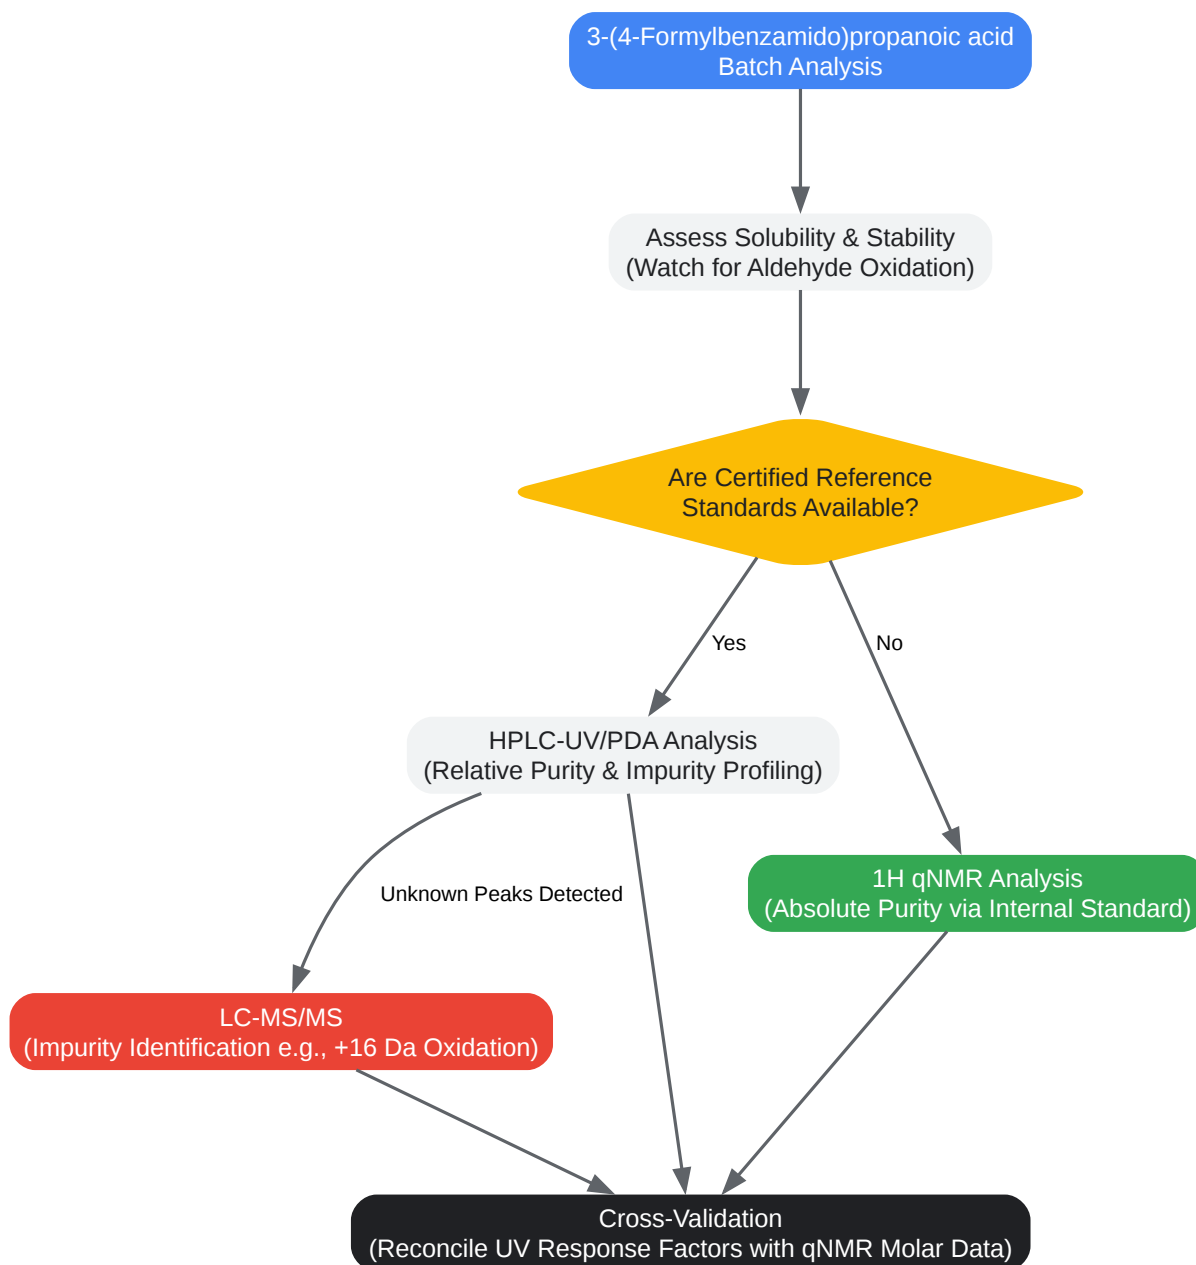 3-(4-Formylbenzamido)propanoic acid
Batch Analysis
Assess Solubility & Stability
(Watch for Aldehyde Oxidation)
Are Certified Reference
Standards Available?
Yes
No
HPLC-UV/PDA Analysis
(Relative Purity & Impurity Profiling)
1H qNMR Analysis
(Absolute Purity via Internal Standard)
Unknown Peaks Detected
LC-MS/MS
(Impurity Identification e.g., +16 Da Oxidation)
Cross-Validation
(Reconcile UV Response Factors with qNMR Molar Data)